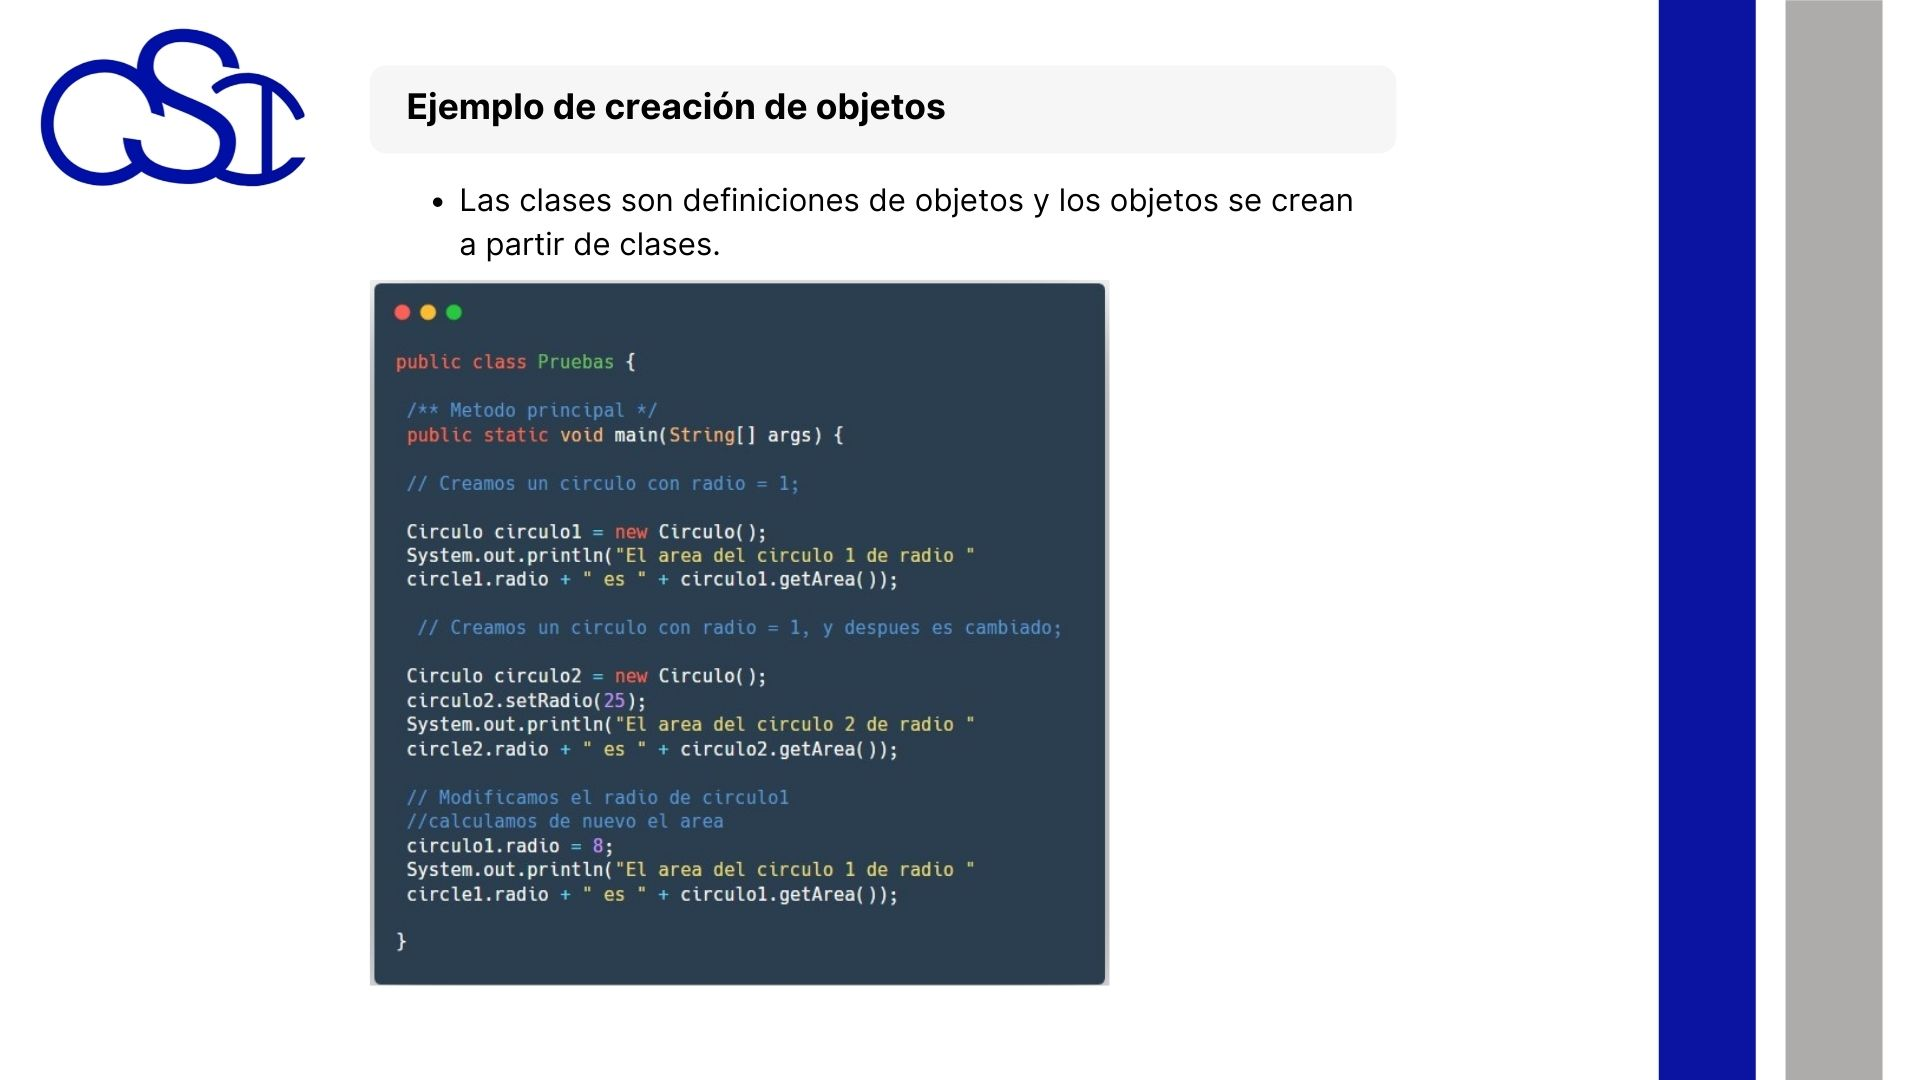 CSI
Ejemplo de creación de objetos
• Las clases son definiciones de objetos y los objetos se crean
a partir de clases.
public class Pruebas {
/** Metodo principal */
public static void main(String[] args) {
// Creamos un circulo con radio = 1;
Circulo circulo1 = new Circulo();
System.out.println("El area del circulo 1 de radio "
circle1.radio + " es " + circulo1.getArea());
// Creamos un circulo con radio = 1, y despues es cambiado;
Circulo circulo2 = new Circulo();
circulo2.setRadio(25);
System.out.println("El area del circulo 2 de radio "
circle2.radio + " es " + circulo2.getArea());
// Modificamos el radio de circulo1
//calculamos de nuevo el area
circulo1.radio = 8;
System.out.println("El area del circulo 1 de radio "
circle1.radio + " es " + circulo1.getArea());
}